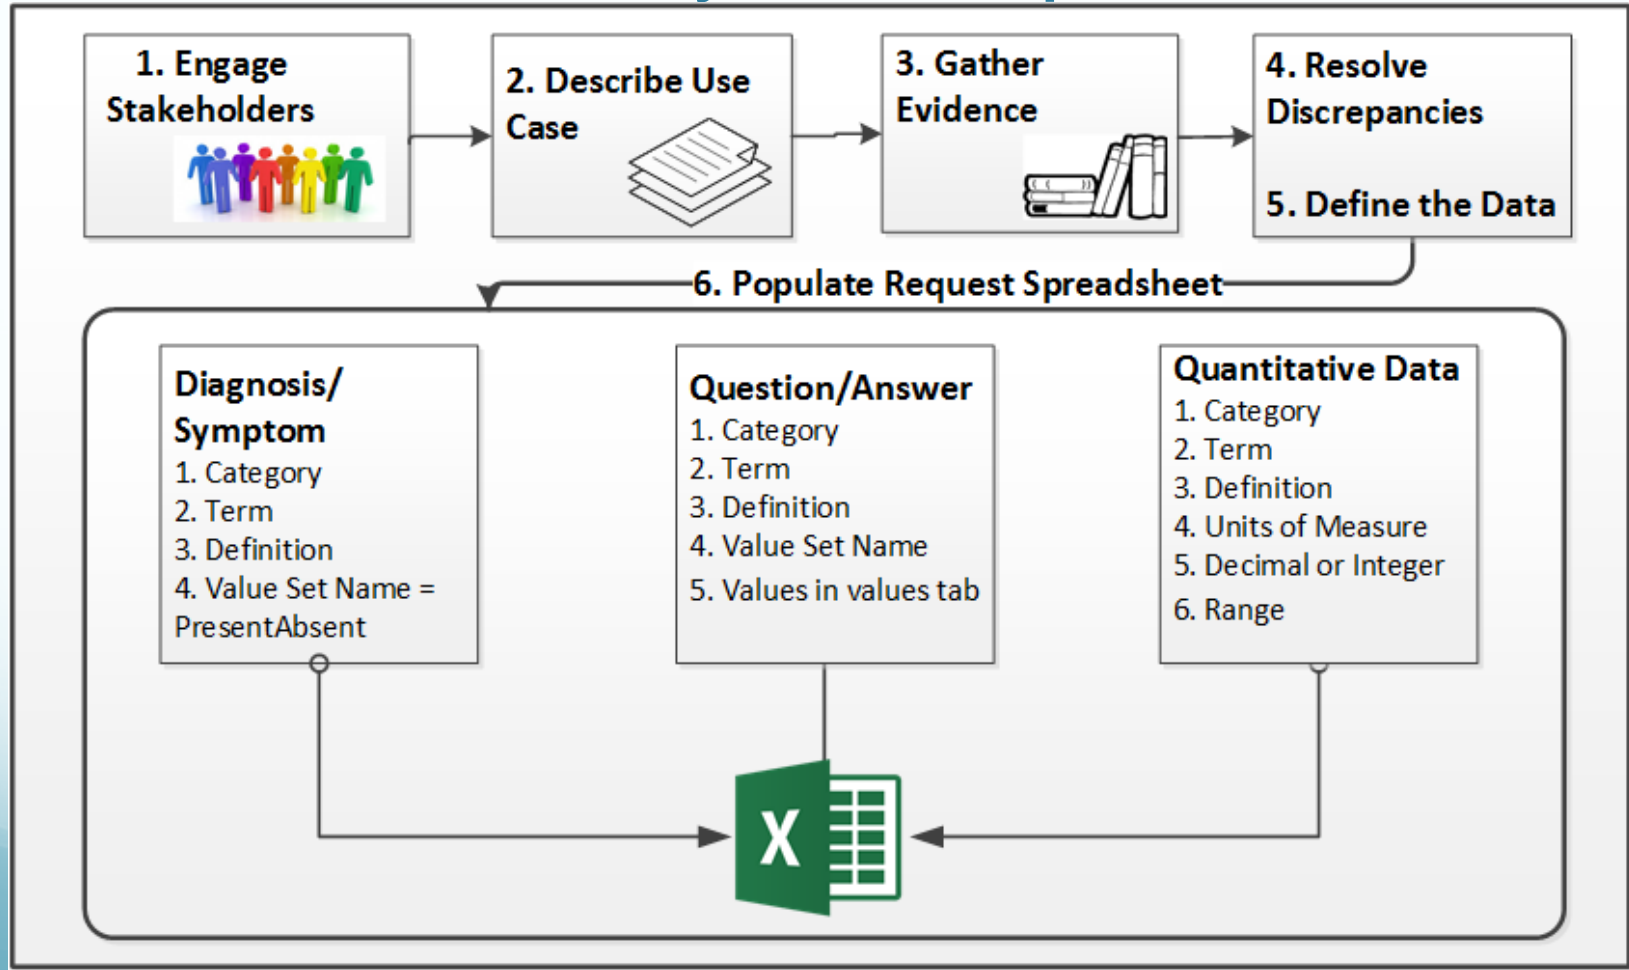 1. Engage
Stakeholders
2. Describe Use
Case
3. Gather
Evidence
4. Resolve
Discrepancies
5. Define the Data
6. Populate Request Spreadsheet
Diagnosis/
Symptom
1. Category
2. Term
3. Definition
4. Value Set Name =
PresentAbsent
Question/Answer
1. Category
2. Term
3. Definition
4. Value Set Name
5. Values in values tab
Quantitative Data
1. Category
2. Term
3. Definition
4. Units of Measure
5. Decimal or Integer
6. Range
X